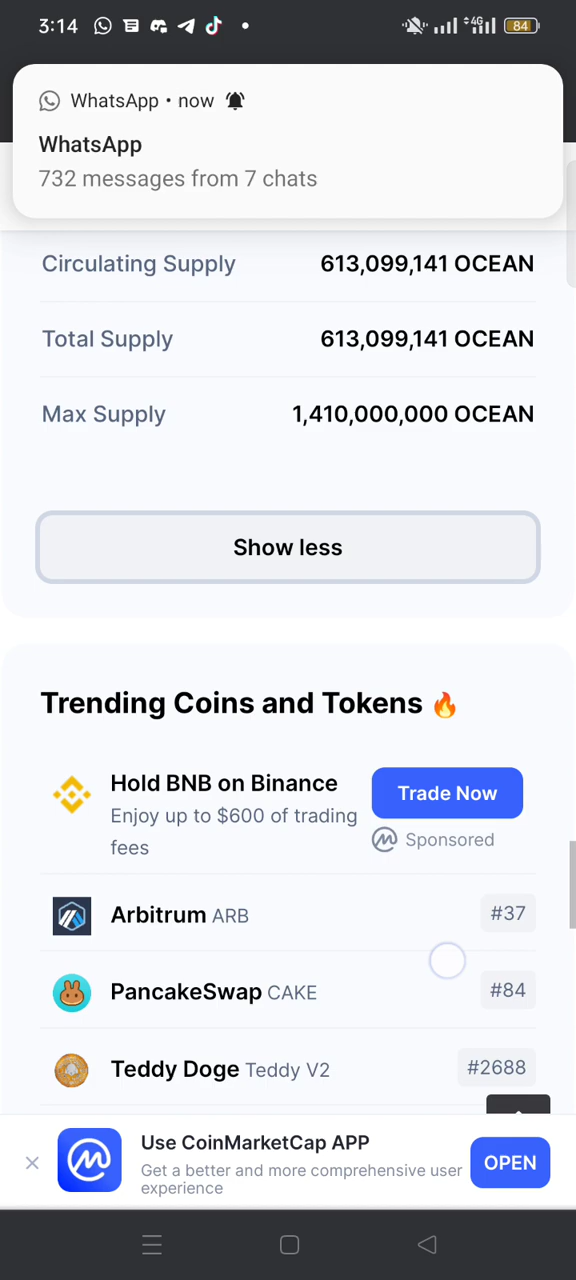 3:14
4G
84
WhatsApp • now
WhatsApp
732 messages from 7 chats
Circulating Supply 613,099,141 OCEAN
Total Supply 613,099,141 OCEAN
Max Supply 1,410,000,000 OCEAN
Show less
Trending Coins and Tokens 🔥
Hold BNB on Binance
Enjoy up to $600 of trading
fees
Trade Now
Sponsored
Arbitrum ARB #37
PancakeSwap CAKE #84
Teddy Doge Teddy V2 #2688
Use CoinMarketCap APP
Get a better and more comprehensive user
experience
OPEN